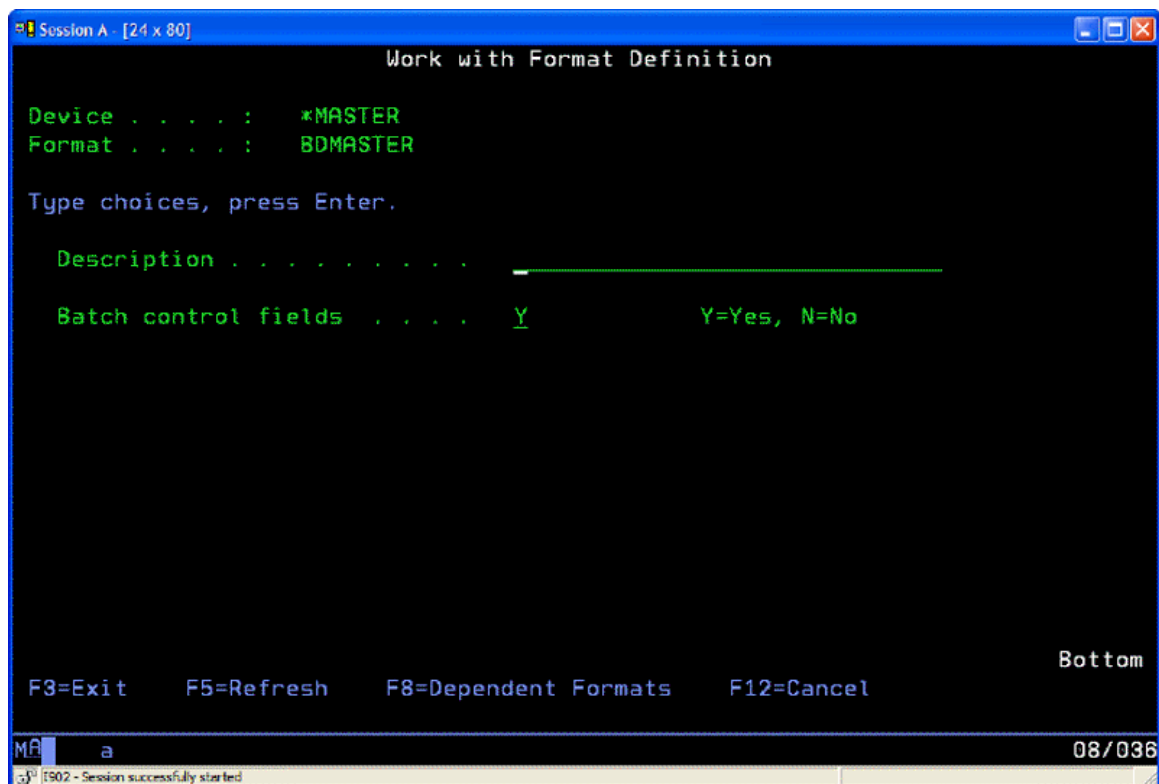 Session A - [24 x 80]
Work with Format Definition
Device . . . . : *MASTER
Format . . . . : BDMASTER
Type choices, press Enter.
Description . . . . . . . . .
Batch control fields . . . . Y Y=Yes, N=No
Bottom
F3=Exit F5=Refresh F8=Dependent Formats F12=Cancel
MA a 08/036
I902 - Session successfully started